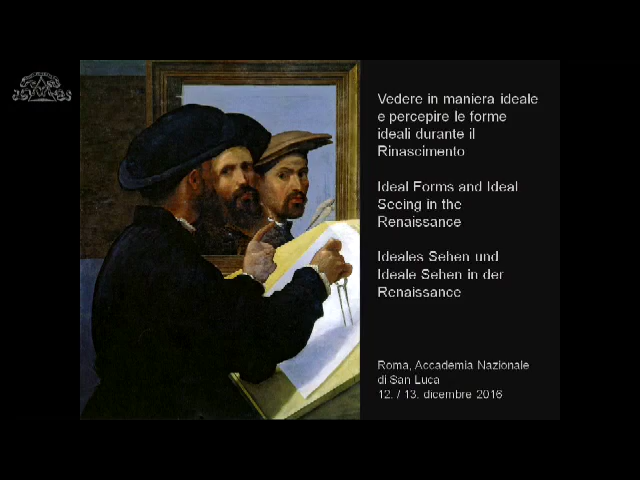 Vedere in maniera ideale
e percepire le forme
ideali durante il
Rinascimento
Ideal Forms and Ideal
Seeing in the
Renaissance
Ideales Sehen und
Ideale Sehen in der
Renaissance
Roma, Accademia Nazionale
di San Luca
12. / 13. dicembre 2016